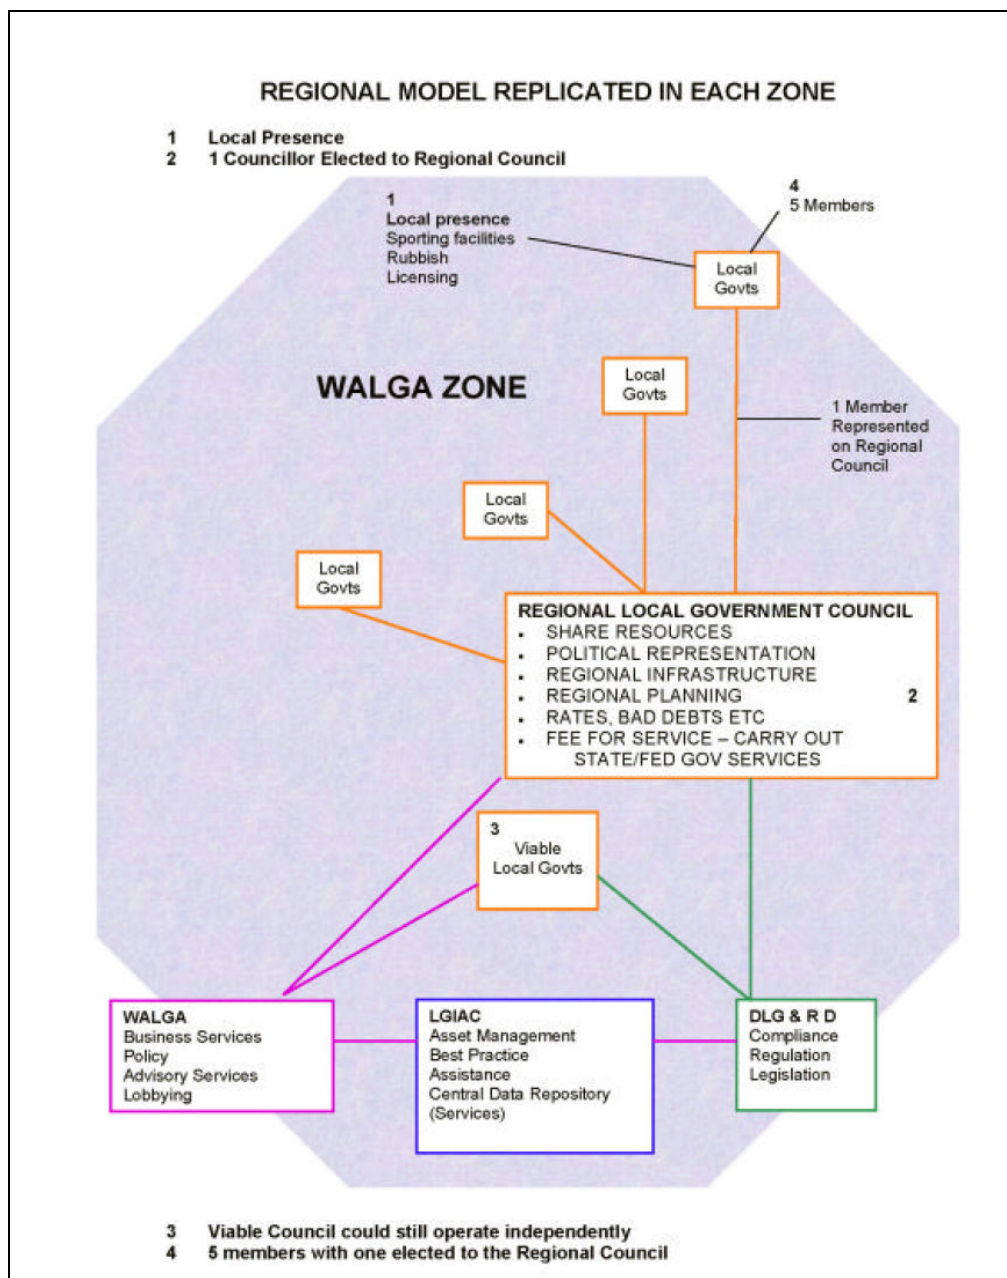 REGIONAL MODEL REPLICATED IN EACH ZONE
1 Local Presence
2 1 Councillor Elected to Regional Council
1
Local presence
Sporting facilities
Rubbish
Licensing
4
5 Members
Local
Govts
WALGA ZONE
Local
Govts
1 Member
Represented
on Regional
Council
Local
Govts
Local
Govts
REGIONAL LOCAL GOVERNMENT COUNCIL
• SHARE RESOURCES
• POLITICAL REPRESENTATION
• REGIONAL INFRASTRUCTURE
• REGIONAL PLANNING 2
• RATES, BAD DEBTS ETC
• FEE FOR SERVICE – CARRY OUT
STATE/FED GOV SERVICES
3
Viable
Local Govts
WALGA
Business Services
Policy
Advisory Services
Lobbying
LGIAC
Asset Management
Best Practice
Assistance
Central Data Repository
(Services)
DLG & R D
Compliance
Regulation
Legislation
3 Viable Council could still operate independently
4 5 members with one elected to the Regional Council